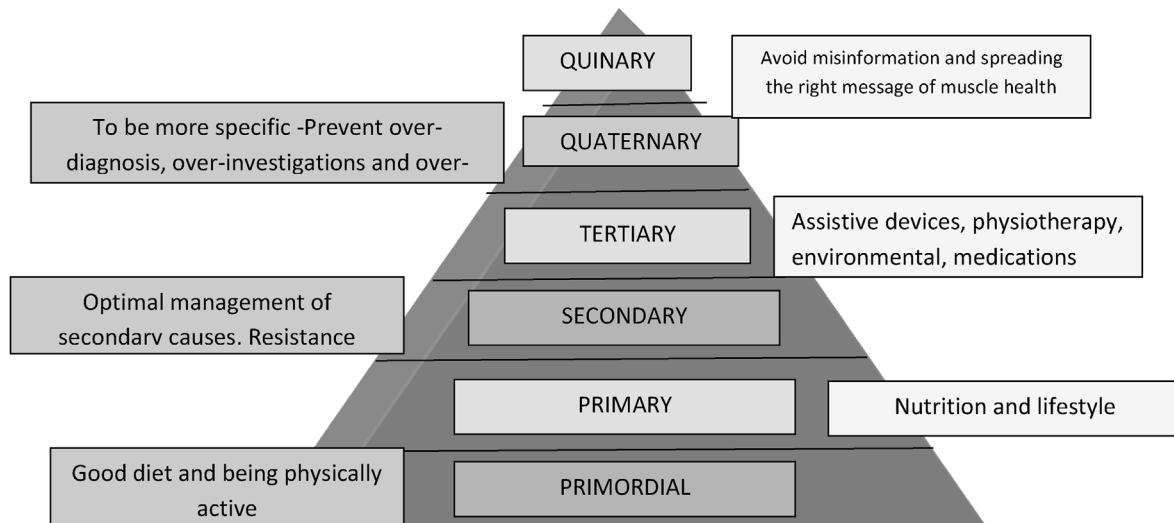 QUINARY
Avoid misinformation and spreading
the right message of muscle health
To be more specific -Prevent over-
diagnosis, over-investigations and over-
QUATERNARY
TERTIARY
Assistive devices, physiotherapy,
environmental, medications
Optimal management of
secondary causes. Resistance
SECONDARY
PRIMARY
Nutrition and lifestyle
Good diet and being physically
active
PRIMORDIAL